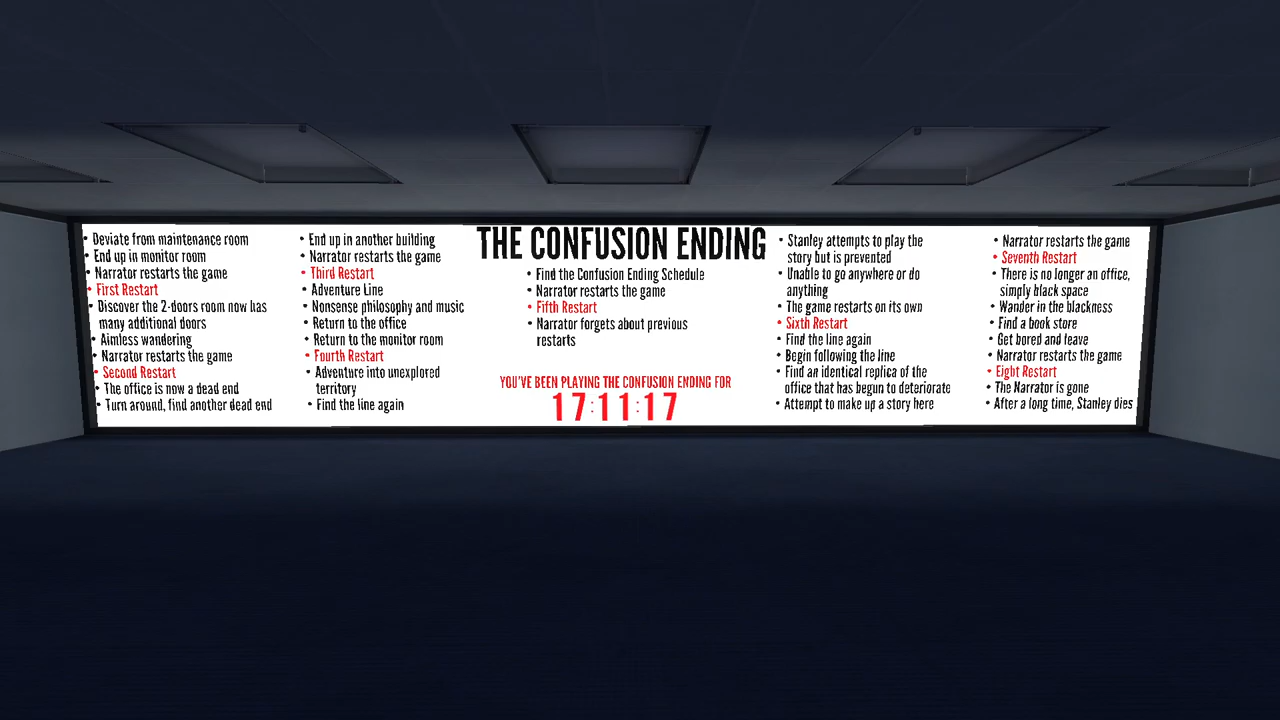 • Deviate from maintenance room
• End up in monitor room
• Narrator restarts the game
• First Restart
• Discover the 2-doors room now has
many additional doors
• Aimless wandering
• Narrator restarts the game
• Second Restart
• The office is now a dead end
• Turn around, find another dead end
• End up in another building
• Narrator restarts the game
• Third Restart
• Adventure Line
• Nonsense philosophy and music
• Return to the office
• Return to the monitor room
• Fourth Restart
• Adventure into unexplored
territory
• Find the line again
THE CONFUSION ENDING
• Find the Confusion Ending Schedule
• Narrator restarts the game
• Fifth Restart
• Narrator forgets about previous
restarts
YOU'VE BEEN PLAYING THE CONFUSION ENDING FOR
17:11:17
• Stanley attempts to play the
story but is prevented
• Unable to go anywhere or do
anything
• The game restarts on its own
• Sixth Restart
• Find the line again
• Begin following the line
• Find an identical replica of the
office that has begun to deteriorate
• Attempt to make up a story here
• Narrator restarts the game
• Seventh Restart
• There is no longer an office,
simply black space
• Wander in the blackness
• Find a book store
• Get bored and leave
• Narrator restarts the game
• Eight Restart
• The Narrator is gone
• After a long time, Stanley dies